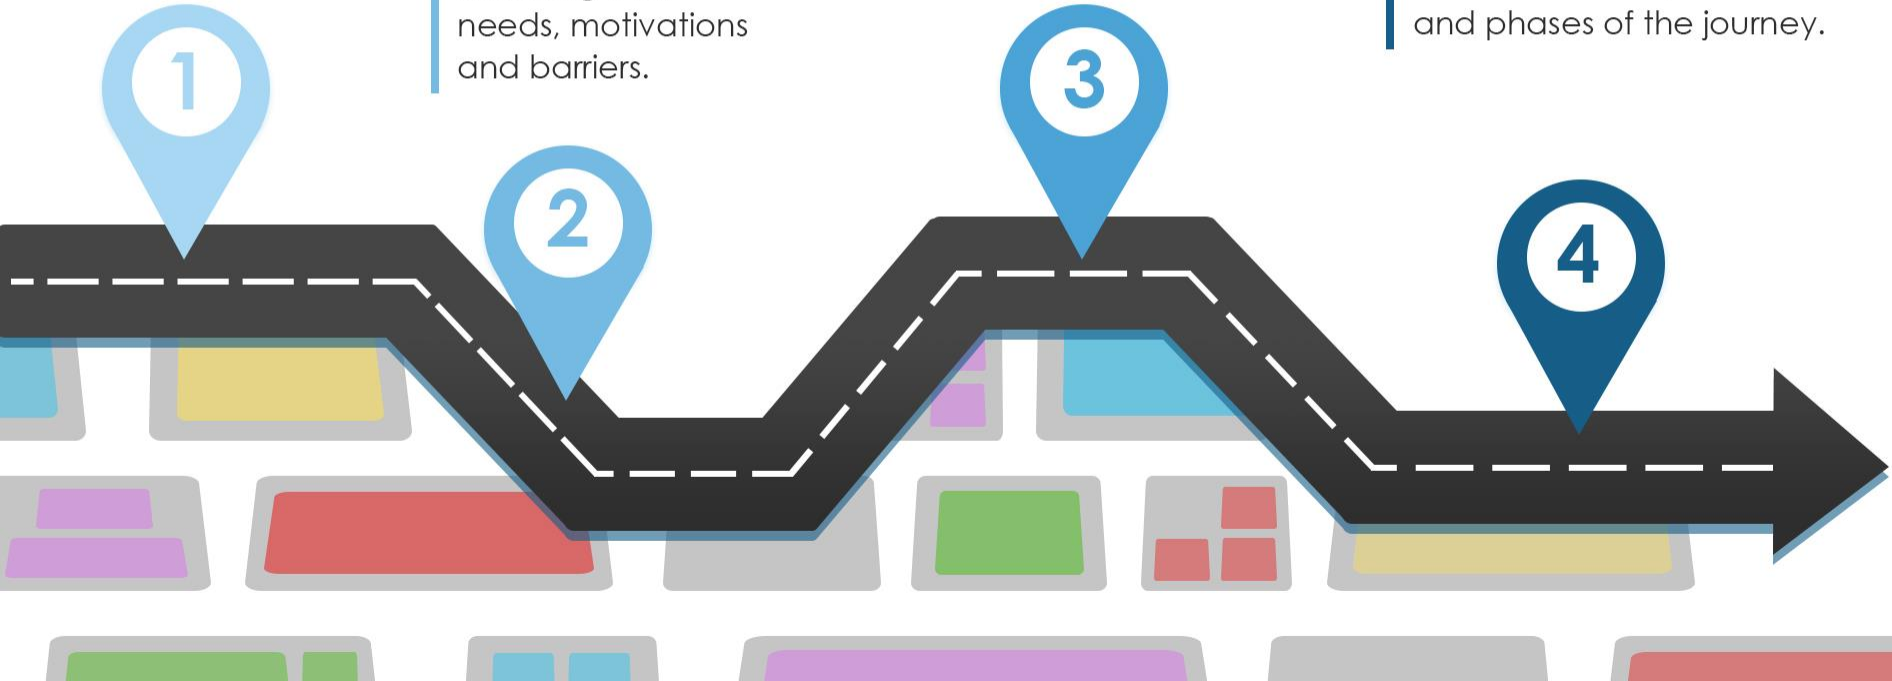 1
needs, motivations
and barriers.
2
3
and phases of the journey.
4